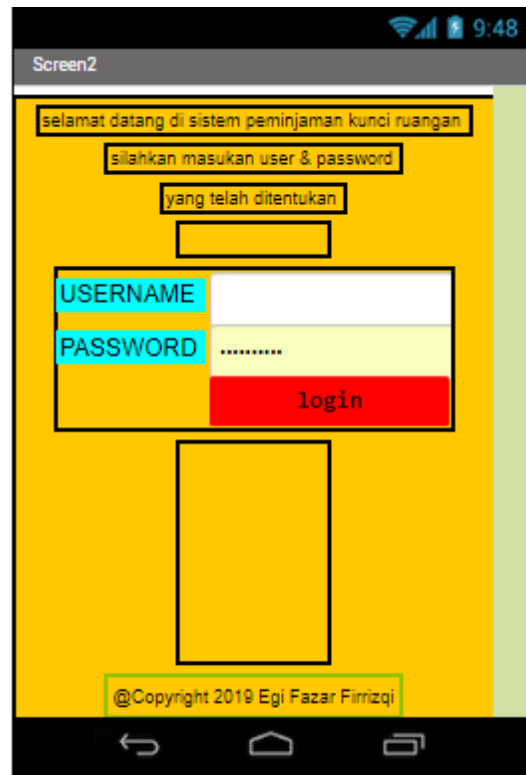 9:48
Screen2
selamat datang di sistem peminjaman kunci ruangan
silahkan masukan user & password
yang telah ditentukan
USERNAME
PASSWORD ..........
login
@Copyright 2019 Egi Fazar Firrizqi